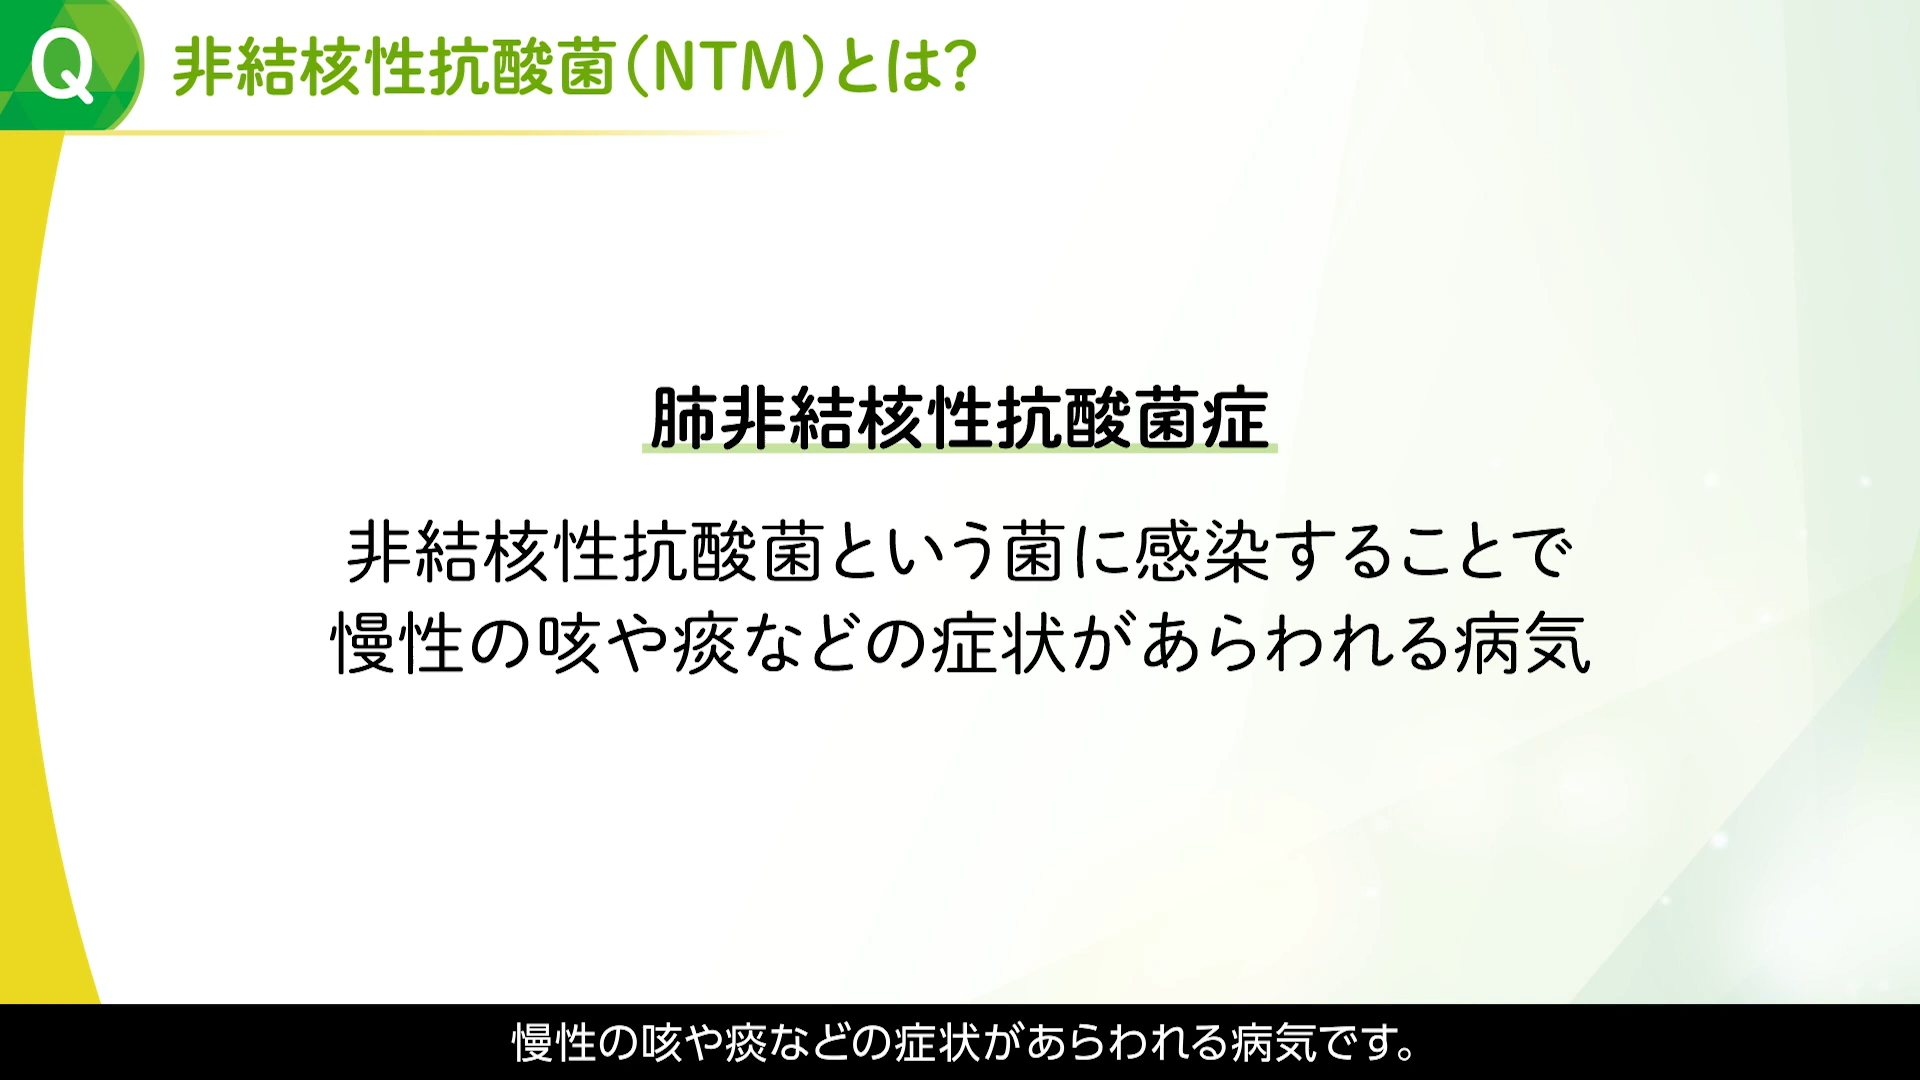 Q 非結核性抗酸菌（NTM）とは?
肺非結核性抗酸菌症
非結核性抗酸菌という菌に感染することで
慢性の咳や痰などの症状があらわれる病気
慢性の咳や痰などの症状があらわれる病気です。